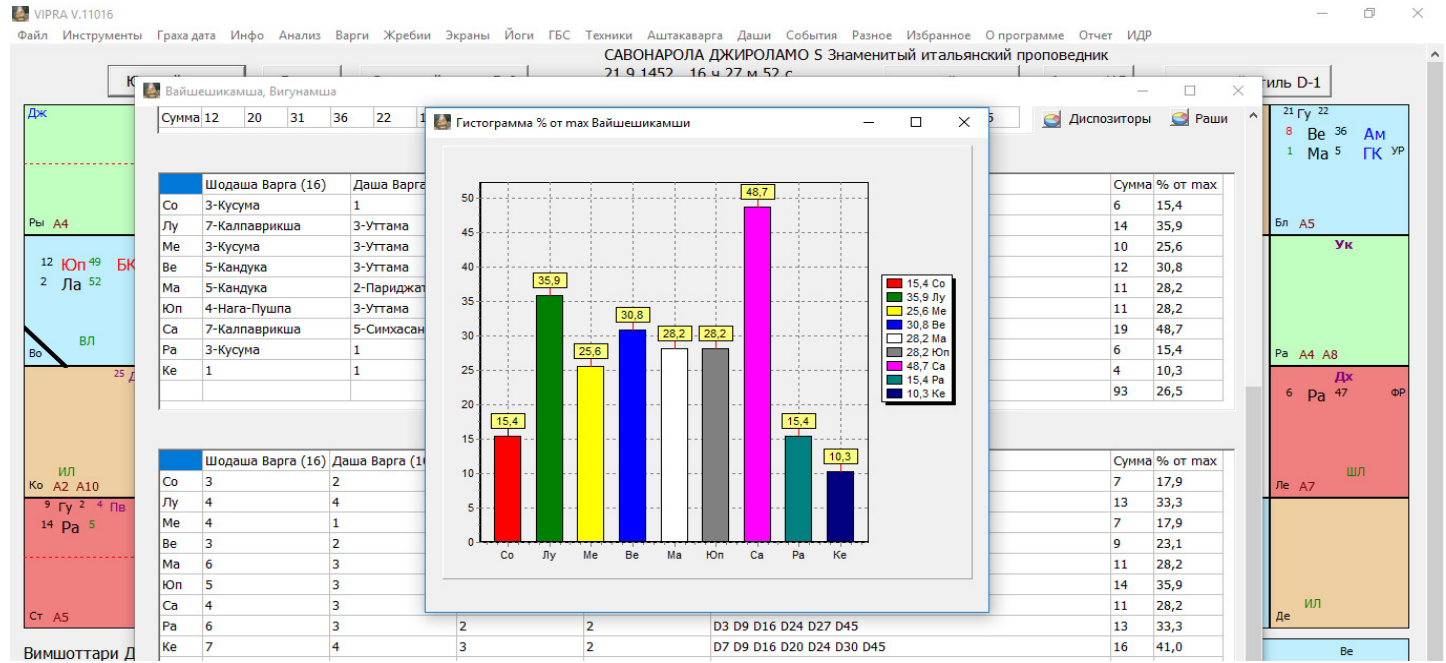 VIPRA V.11016
Файл Инструменты Граха дата Инфо Анализ Варги Жребии Экраны Йоги ГБС Техники Аштакаварга Даши События Разное Избранное О программе Отчет ИДР
САВОНАРОЛА ДЖИРОЛАМО S Знаменитый итальянский проповедник
21 9 1452 16 ч 27 м 52 с
D-1
Вайшешикамша, Вигунамша
Сумма 12 20 31 36 22
Диспозиторы Раши
Гистограмма % от max Вайшешикамши
Шодаша Варга (16) Даша Варга Сумма % от max
Со 3-Кусума 1 6 15,4
Лу 7-Калпаврикша 3-Уттама 14 35,9
Ме 3-Кусума 3-Уттама 10 25,6
Ве 5-Кандука 3-Уттама 12 30,8
Ма 5-Кандука 11 28,2
Юп 4-Нага-Пушпа 3-Уттама 11 28,2
Са 7-Калпаврикша 19 48,7
Ра 3-Кусума 1 6 15,4
Ке 1 1 4 10,3
93 26,5
50
45
40
35
30
25
20
15
10
5
0
15,4
35,9
25,6
30,8
28,2
28,2
48,7
15,4
10,3
Со Лу Ме Ве Ма Юп Са Ра Ке
15,4 Со
35,9 Лу
25,6 Ме
30,8 Ве
28,2 Ма
28,2 Юп
48,7 Са
15,4 Ра
10,3 Ке
Шодаша Варга (16) Даша Варга Сумма % от max
Со 3 2 7 17,9
Лу 4 4 13 33,3
Ме 4 1 7 17,9
Ве 3 2 9 23,1
Ма 6 3 11 28,2
Юп 5 3 14 35,9
Са 4 3 11 28,2
Ра 6 3 2 2 D3 D9 D16 D24 D27 D45 13 33,3
Ке 7 4 3 2 D7 D9 D16 D20 D24 D30 D45 16 41,0
Дж
Ры A4
12 Юп 49 БК
2 Ла 52
ВЛ
Во
25
ИЛ
Ко A2 A10
9 Гу 2 4 Пв
14 Ра 5
Ст A5
Вимшоттари
21 Гу 22
8 Ве 36 Ам
1 Ма 5 ГК УР
Бл A5
Ук
Ра A4 A8
Дх
6 Ра 47 ФР
ШЛ
Ле A7
ИЛ
Де
Ве